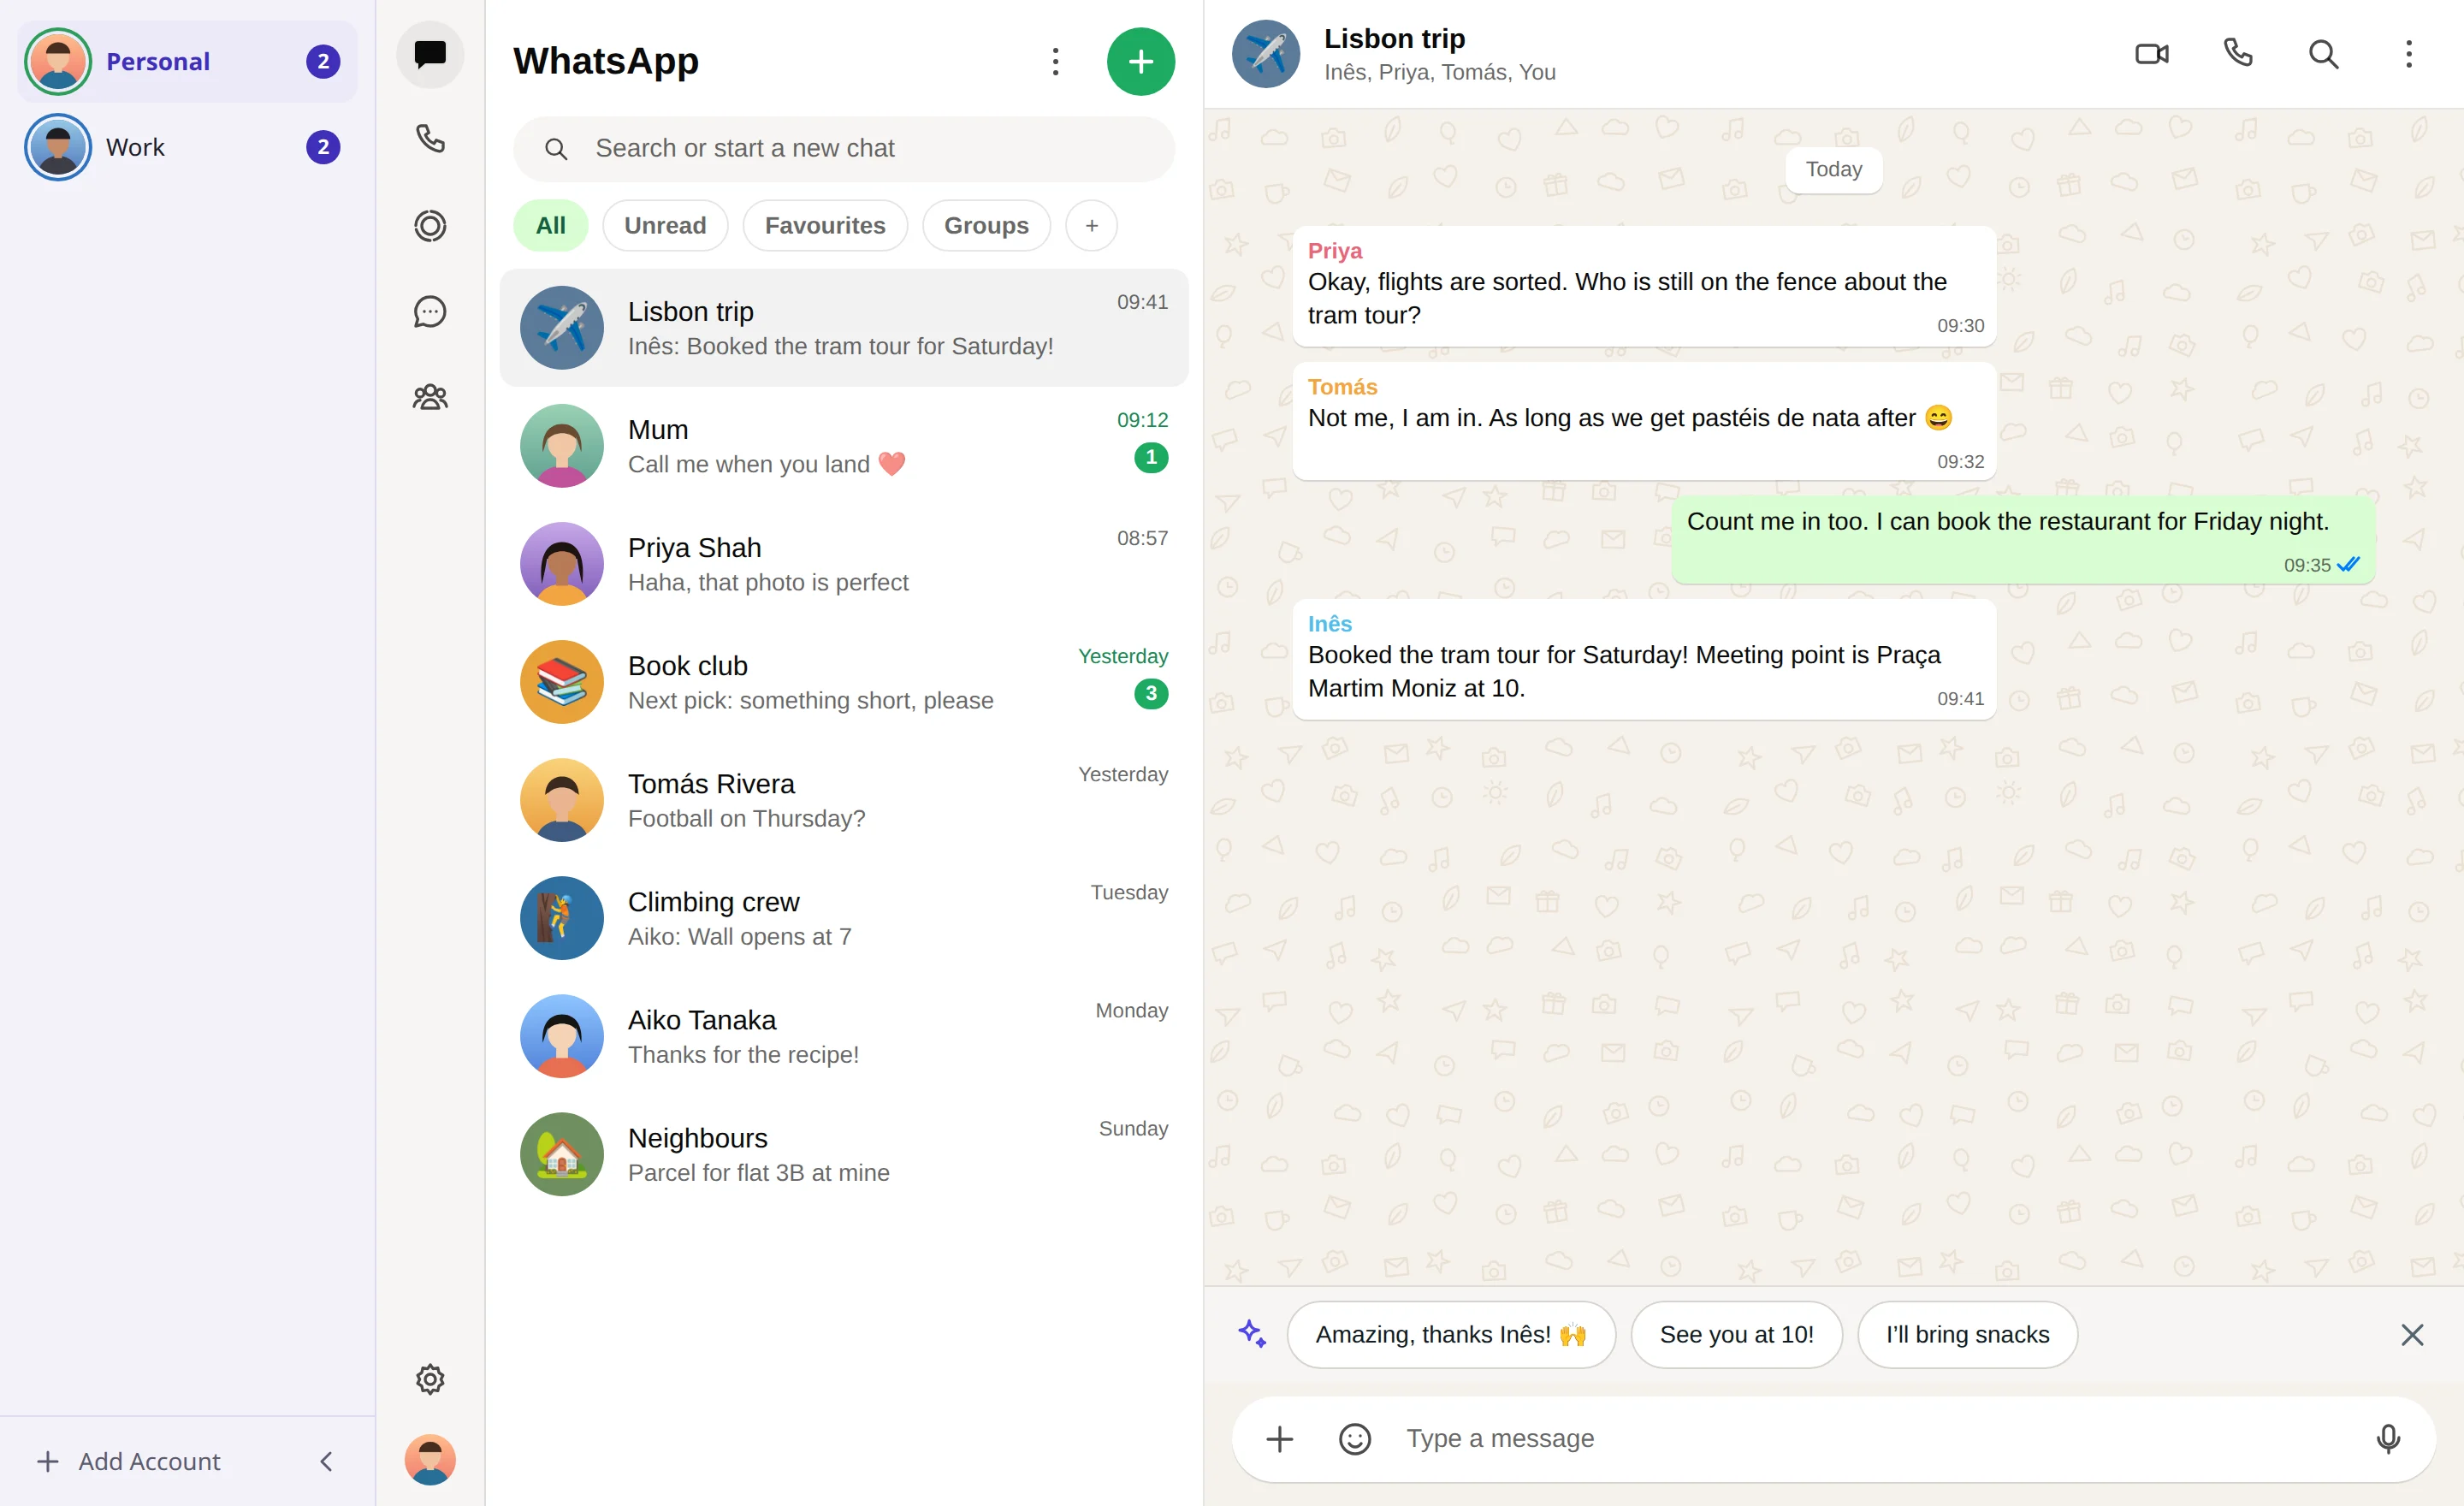 Personal
2
Work
2
Add Account
WhatsApp
Search or start a new chat
All
Unread
Favourites
Groups
+
Lisbon trip
09:41
Inês: Booked the tram tour for Saturday!
Mum
09:12
Call me when you land ❤️
1
Priya Shah
08:57
Haha, that photo is perfect
Book club
Yesterday
Next pick: something short, please
3
Tomás Rivera
Yesterday
Football on Thursday?
Climbing crew
Tuesday
Aiko: Wall opens at 7
Aiko Tanaka
Monday
Thanks for the recipe!
Neighbours
Sunday
Parcel for flat 3B at mine
Lisbon trip
Inês, Priya, Tomás, You
Today
Priya
Okay, flights are sorted. Who is still on the fence about the
tram tour?
09:30
Tomás
Not me, I am in. As long as we get pastéis de nata after 😄
09:32
Count me in too. I can book the restaurant for Friday night.
09:35
Inês
Booked the tram tour for Saturday! Meeting point is Praça
Martim Moniz at 10.
09:41
Amazing, thanks Inês! 🙌
See you at 10!
I’ll bring snacks
Type a message